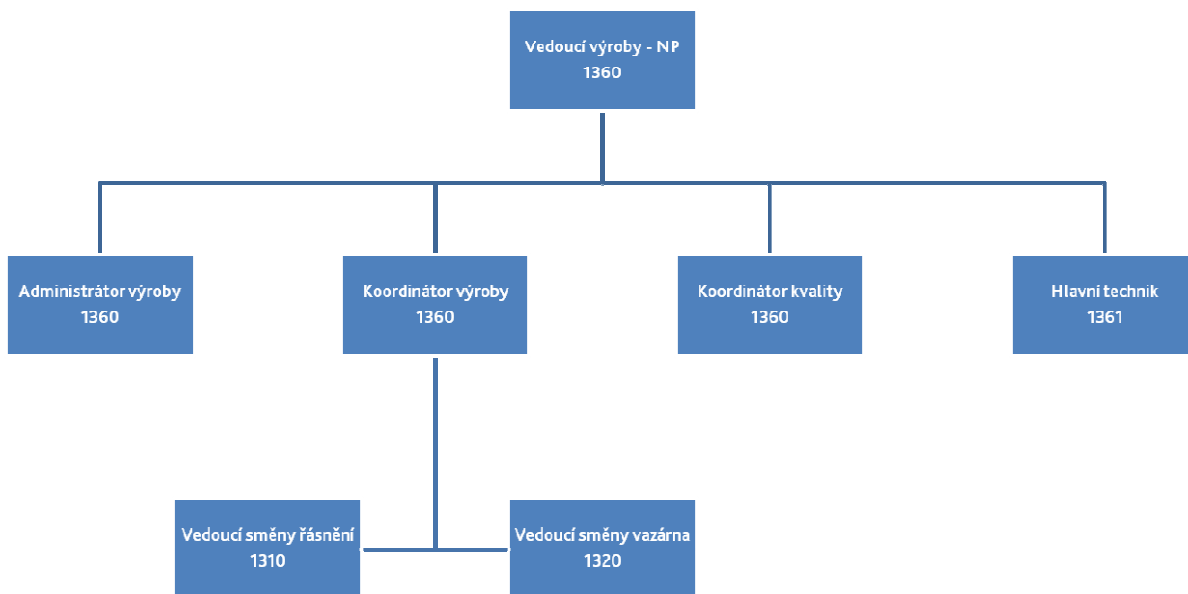 Vedoucí výroby - NP
1360
Administrátor výroby
1360
Koordinátor výroby
1360
Koordinátor kvality
1360
Hlavní technik
1361
Vedoucí směny řásnění
1310
Vedoucí směny vazárna
1320